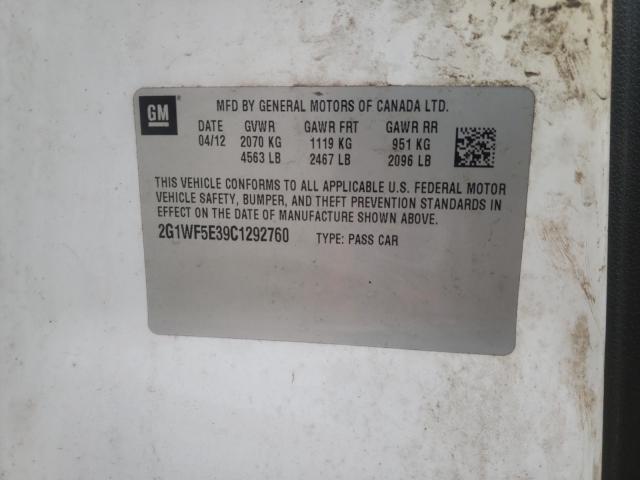 GM
MFD BY GENERAL MOTORS OF CANADA LTD.
DATE GVWR GAWR FRT GAWR RR
04/12 2070 KG 1119 KG 951 KG
4563 LB 2467 LB 2096 LB
THIS VEHICLE CONFORMS TO ALL APPLICABLE U.S. FEDERAL MOTOR
VEHICLE SAFETY, BUMPER, AND THEFT PREVENTION STANDARDS IN
EFFECT ON THE DATE OF MANUFACTURE SHOWN ABOVE.
2G1WF5E39C1292760 TYPE: PASS CAR